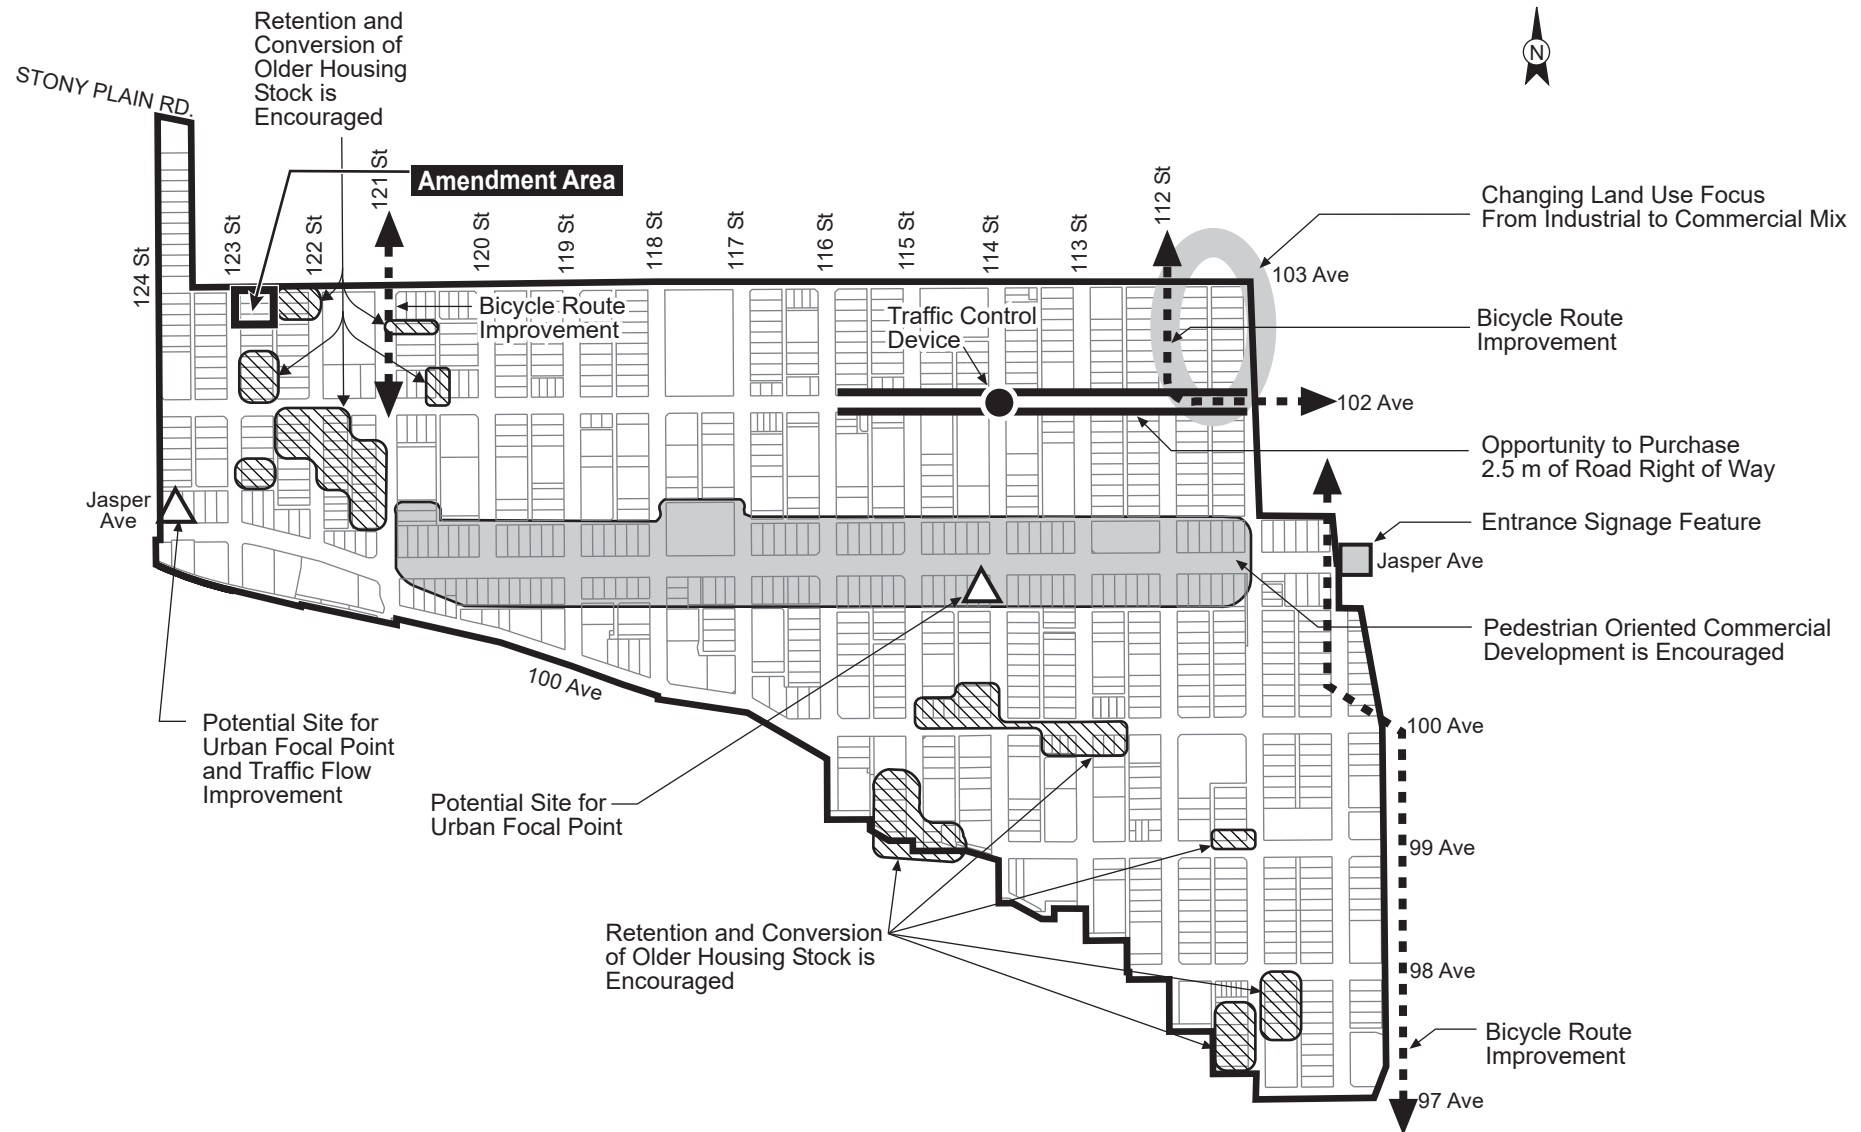 Retention and
Conversion of
Older Housing
Stock is
Encouraged
N
STONY PLAIN RD.
Amendment Area
124 St
123 St
122 St
121 St
120 St
119 St
118 St
117 St
116 St
115 St
114 St
113 St
112 St
Changing Land Use Focus
From Industrial to Commercial Mix
103 Ave
Bicycle Route
Improvement
Traffic Control
Device
Bicycle Route
Improvement
102 Ave
Opportunity to Purchase
2.5 m of Road Right of Way
Jasper
Ave
Entrance Signage Feature
Jasper Ave
Pedestrian Oriented Commercial
Development is Encouraged
100 Ave
Potential Site for
Urban Focal Point
and Traffic Flow
Improvement
100 Ave
Potential Site for
Urban Focal Point
99 Ave
Retention and Conversion
of Older Housing Stock is
Encouraged
98 Ave
Bicycle Route
Improvement
97 Ave